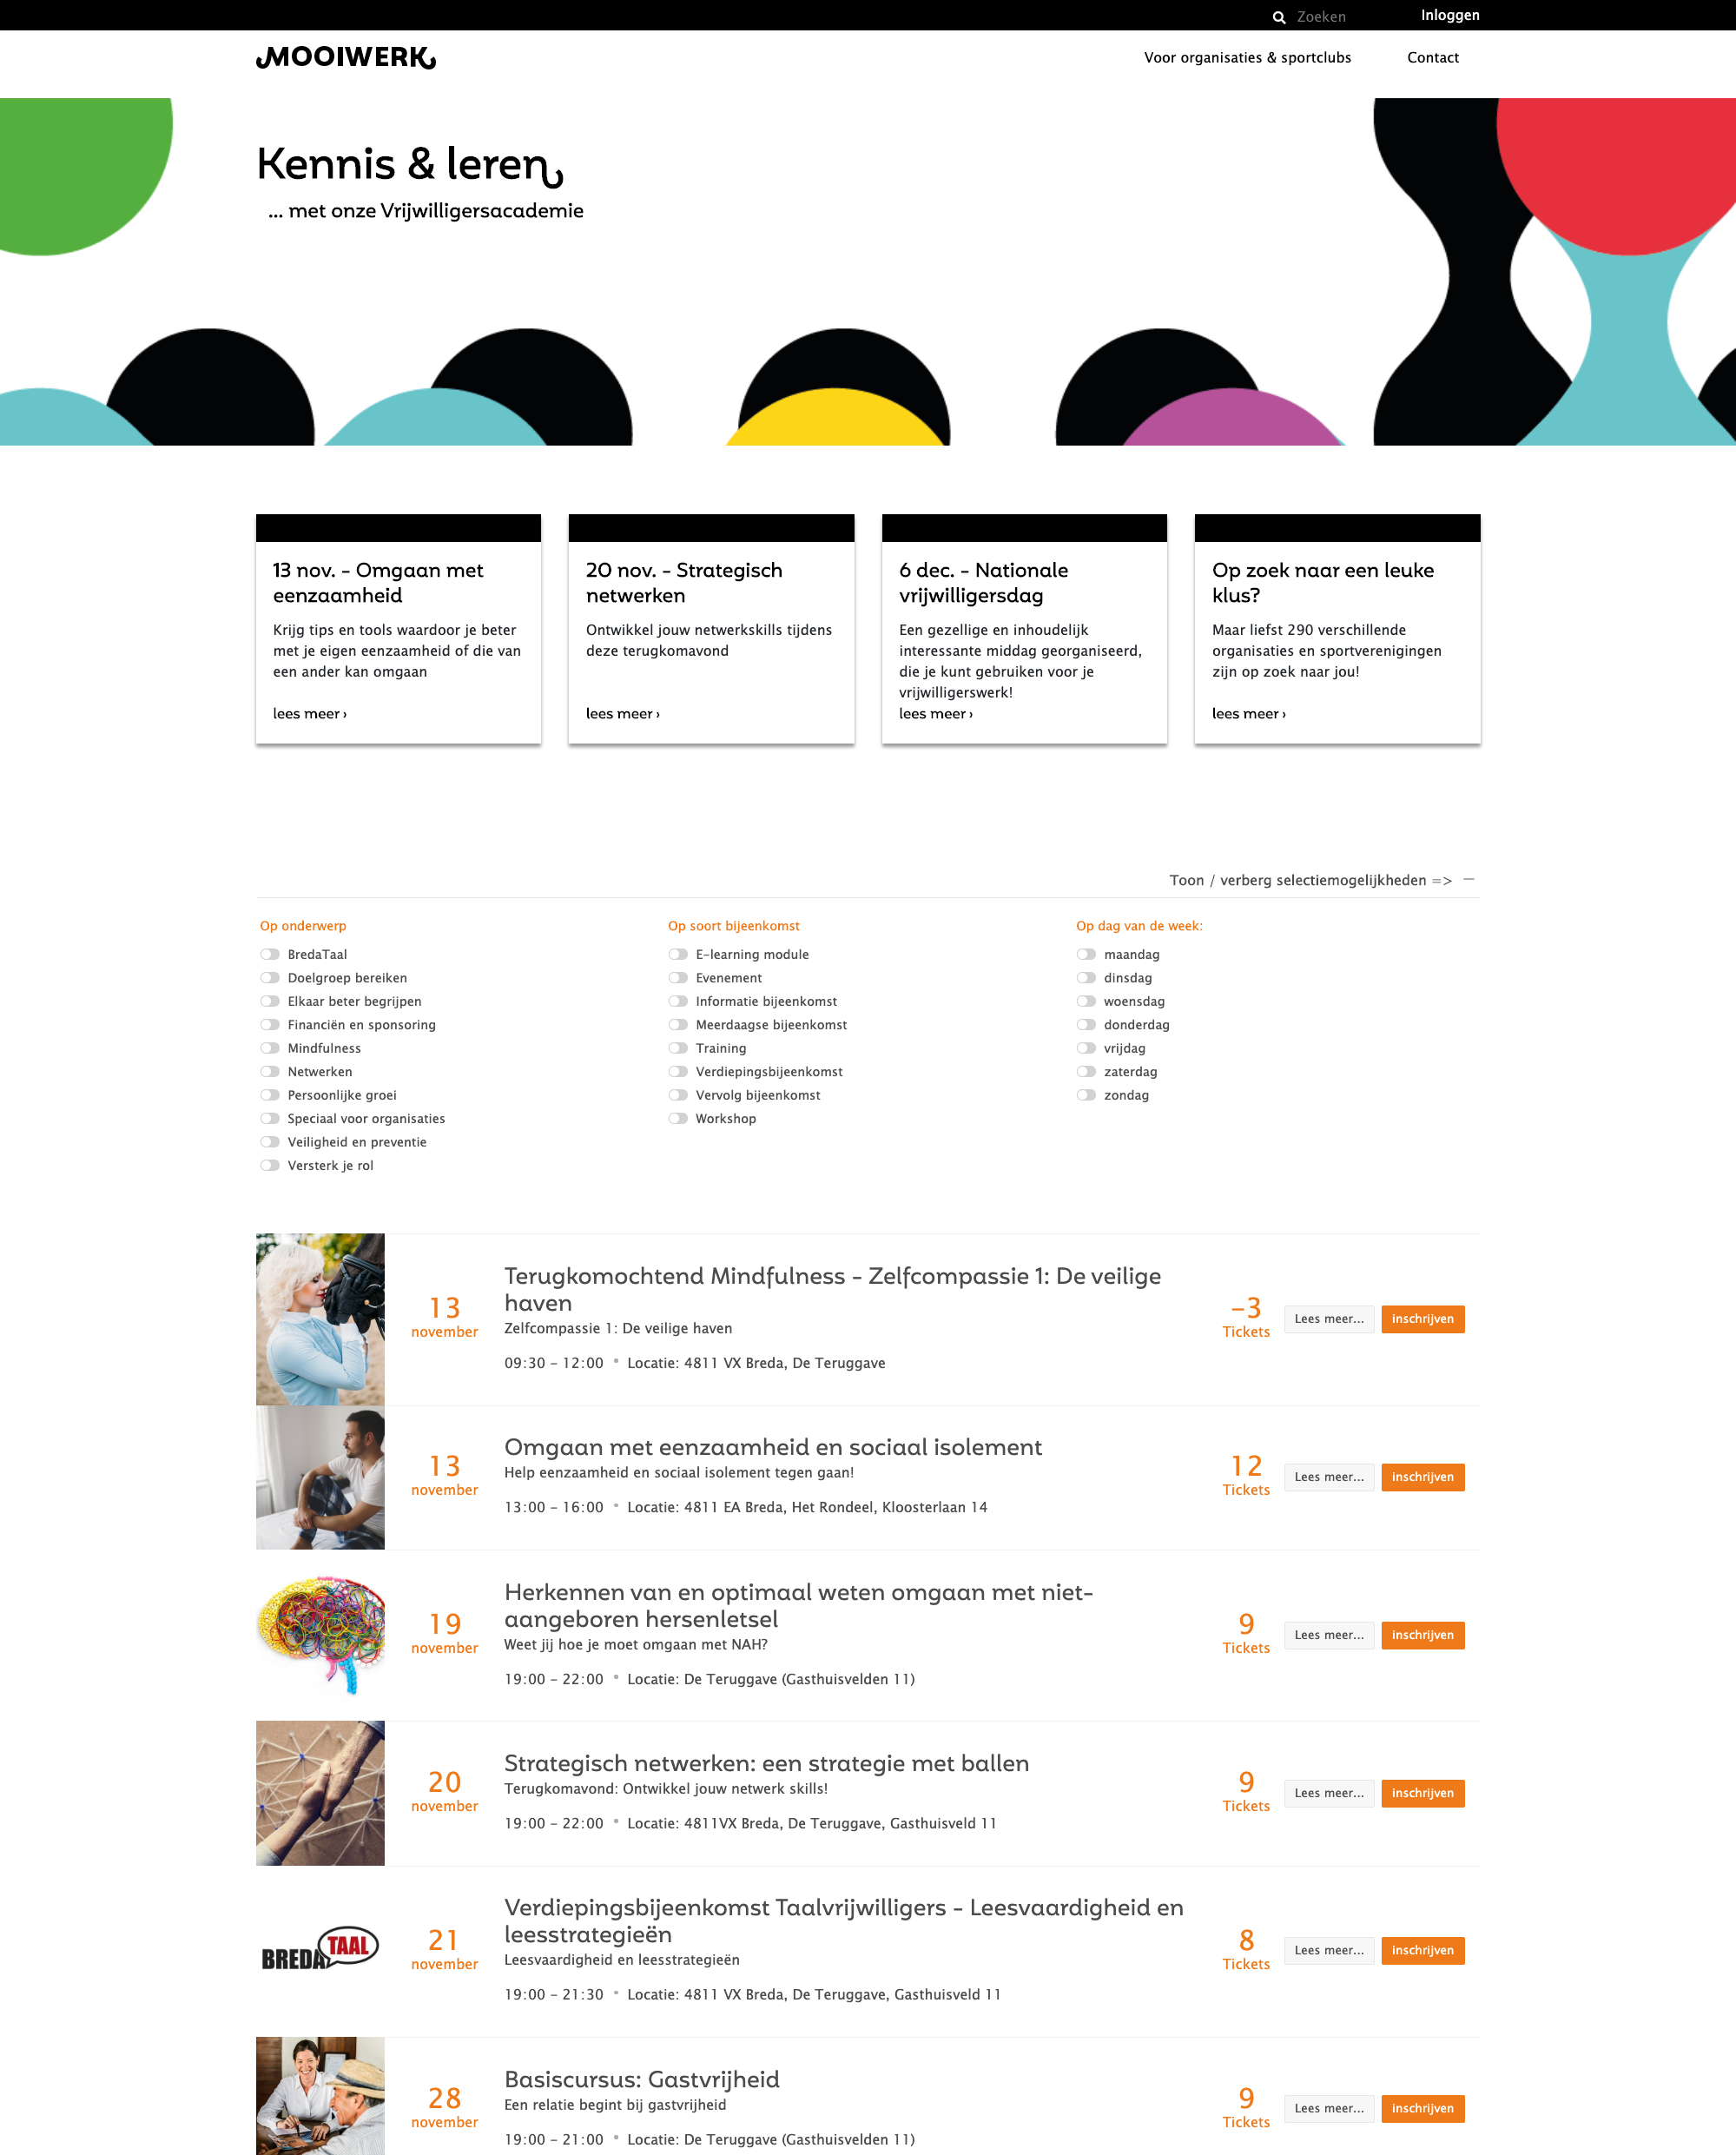 Zoeken
Inloggen
MOOIWERK
Voor organisaties & sportclubs
Contact
Kennis & leren
... met onze Vrijwilligersacademie
13 nov. - Omgaan met
eenzaamheid
Krijg tips en tools waardoor je beter
met je eigen eenzaamheid of die van
een ander kan omgaan
lees meer ›
20 nov. - Strategisch
netwerken
Ontwikkel jouw netwerkskills tijdens
deze terugkomavond
lees meer ›
6 dec. - Nationale
vrijwilligersdag
Een gezellige en inhoudelijk
interessante middag georganiseerd,
die je kunt gebruiken voor je
vrijwilligerswerk!
lees meer ›
Op zoek naar een leuke
klus?
Maar liefst 290 verschillende
organisaties en sportverenigingen
zijn op zoek naar jou!
lees meer ›
Toon / verberg selectiemogelijkheden => —
Op onderwerp
BredaTaal
Doelgroep bereiken
Elkaar beter begrijpen
Financiën en sponsoring
Mindfulness
Netwerken
Persoonlijke groei
Speciaal voor organisaties
Veiligheid en preventie
Versterk je rol
Op soort bijeenkomst
E-learning module
Evenement
Informatie bijeenkomst
Meerdaagse bijeenkomst
Training
Verdiepingsbijeenkomst
Vervolg bijeenkomst
Workshop
Op dag van de week:
maandag
dinsdag
woensdag
donderdag
vrijdag
zaterdag
zondag
13
november
Terugkomochtend Mindfulness - Zelfcompassie 1: De veilige
haven
Zelfcompassie 1: De veilige haven
09:30 - 12:00 • Locatie: 4811 VX Breda, De Teruggave
-3
Tickets
Lees meer...
inschrijven
13
november
Omgaan met eenzaamheid en sociaal isolement
Help eenzaamheid en sociaal isolement tegen gaan!
13:00 - 16:00 • Locatie: 4811 EA Breda, Het Rondeel, Kloosterlaan 14
12
Tickets
Lees meer...
inschrijven
19
november
Herkennen van en optimaal weten omgaan met niet-
aangeboren hersenletsel
Weet jij hoe je moet omgaan met NAH?
19:00 - 22:00 • Locatie: De Teruggave (Gasthuisvelden 11)
9
Tickets
Lees meer...
inschrijven
20
november
Strategisch netwerken: een strategie met ballen
Terugkomavond: Ontwikkel jouw netwerk skills!
19:00 - 22:00 • Locatie: 4811VX Breda, De Teruggave, Gasthuisveld 11
9
Tickets
Lees meer...
inschrijven
BREDA TAAL
21
november
Verdiepingsbijeenkomst Taalvrijwilligers - Leesvaardigheid en
leesstrategieën
Leesvaardigheid en leesstrategieën
19:00 - 21:30 • Locatie: 4811 VX Breda, De Teruggave, Gasthuisveld 11
8
Tickets
Lees meer...
inschrijven
28
november
Basiscursus: Gastvrijheid
Een relatie begint bij gastvrijheid
19:00 - 21:00 • Locatie: De Teruggave (Gasthuisvelden 11)
9
Tickets
Lees meer...
inschrijven